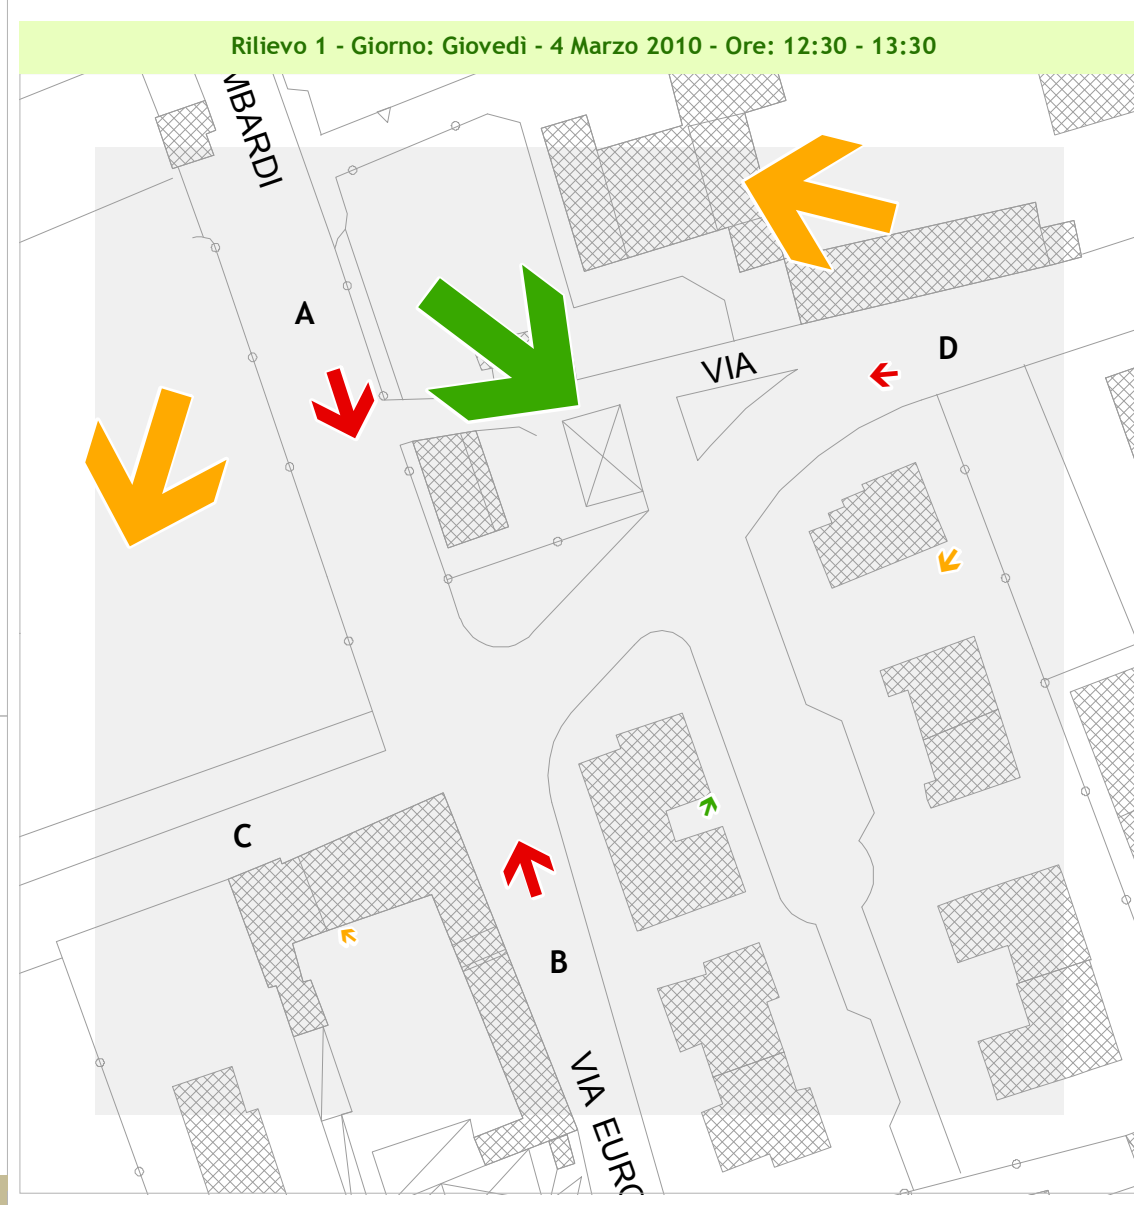 Rilievo 1 - Giorno: Giovedì - 4 Marzo 2010 - Ore: 12:30 - 13:30
MBARDI
A
D
VIA
C
B
VIA EURO